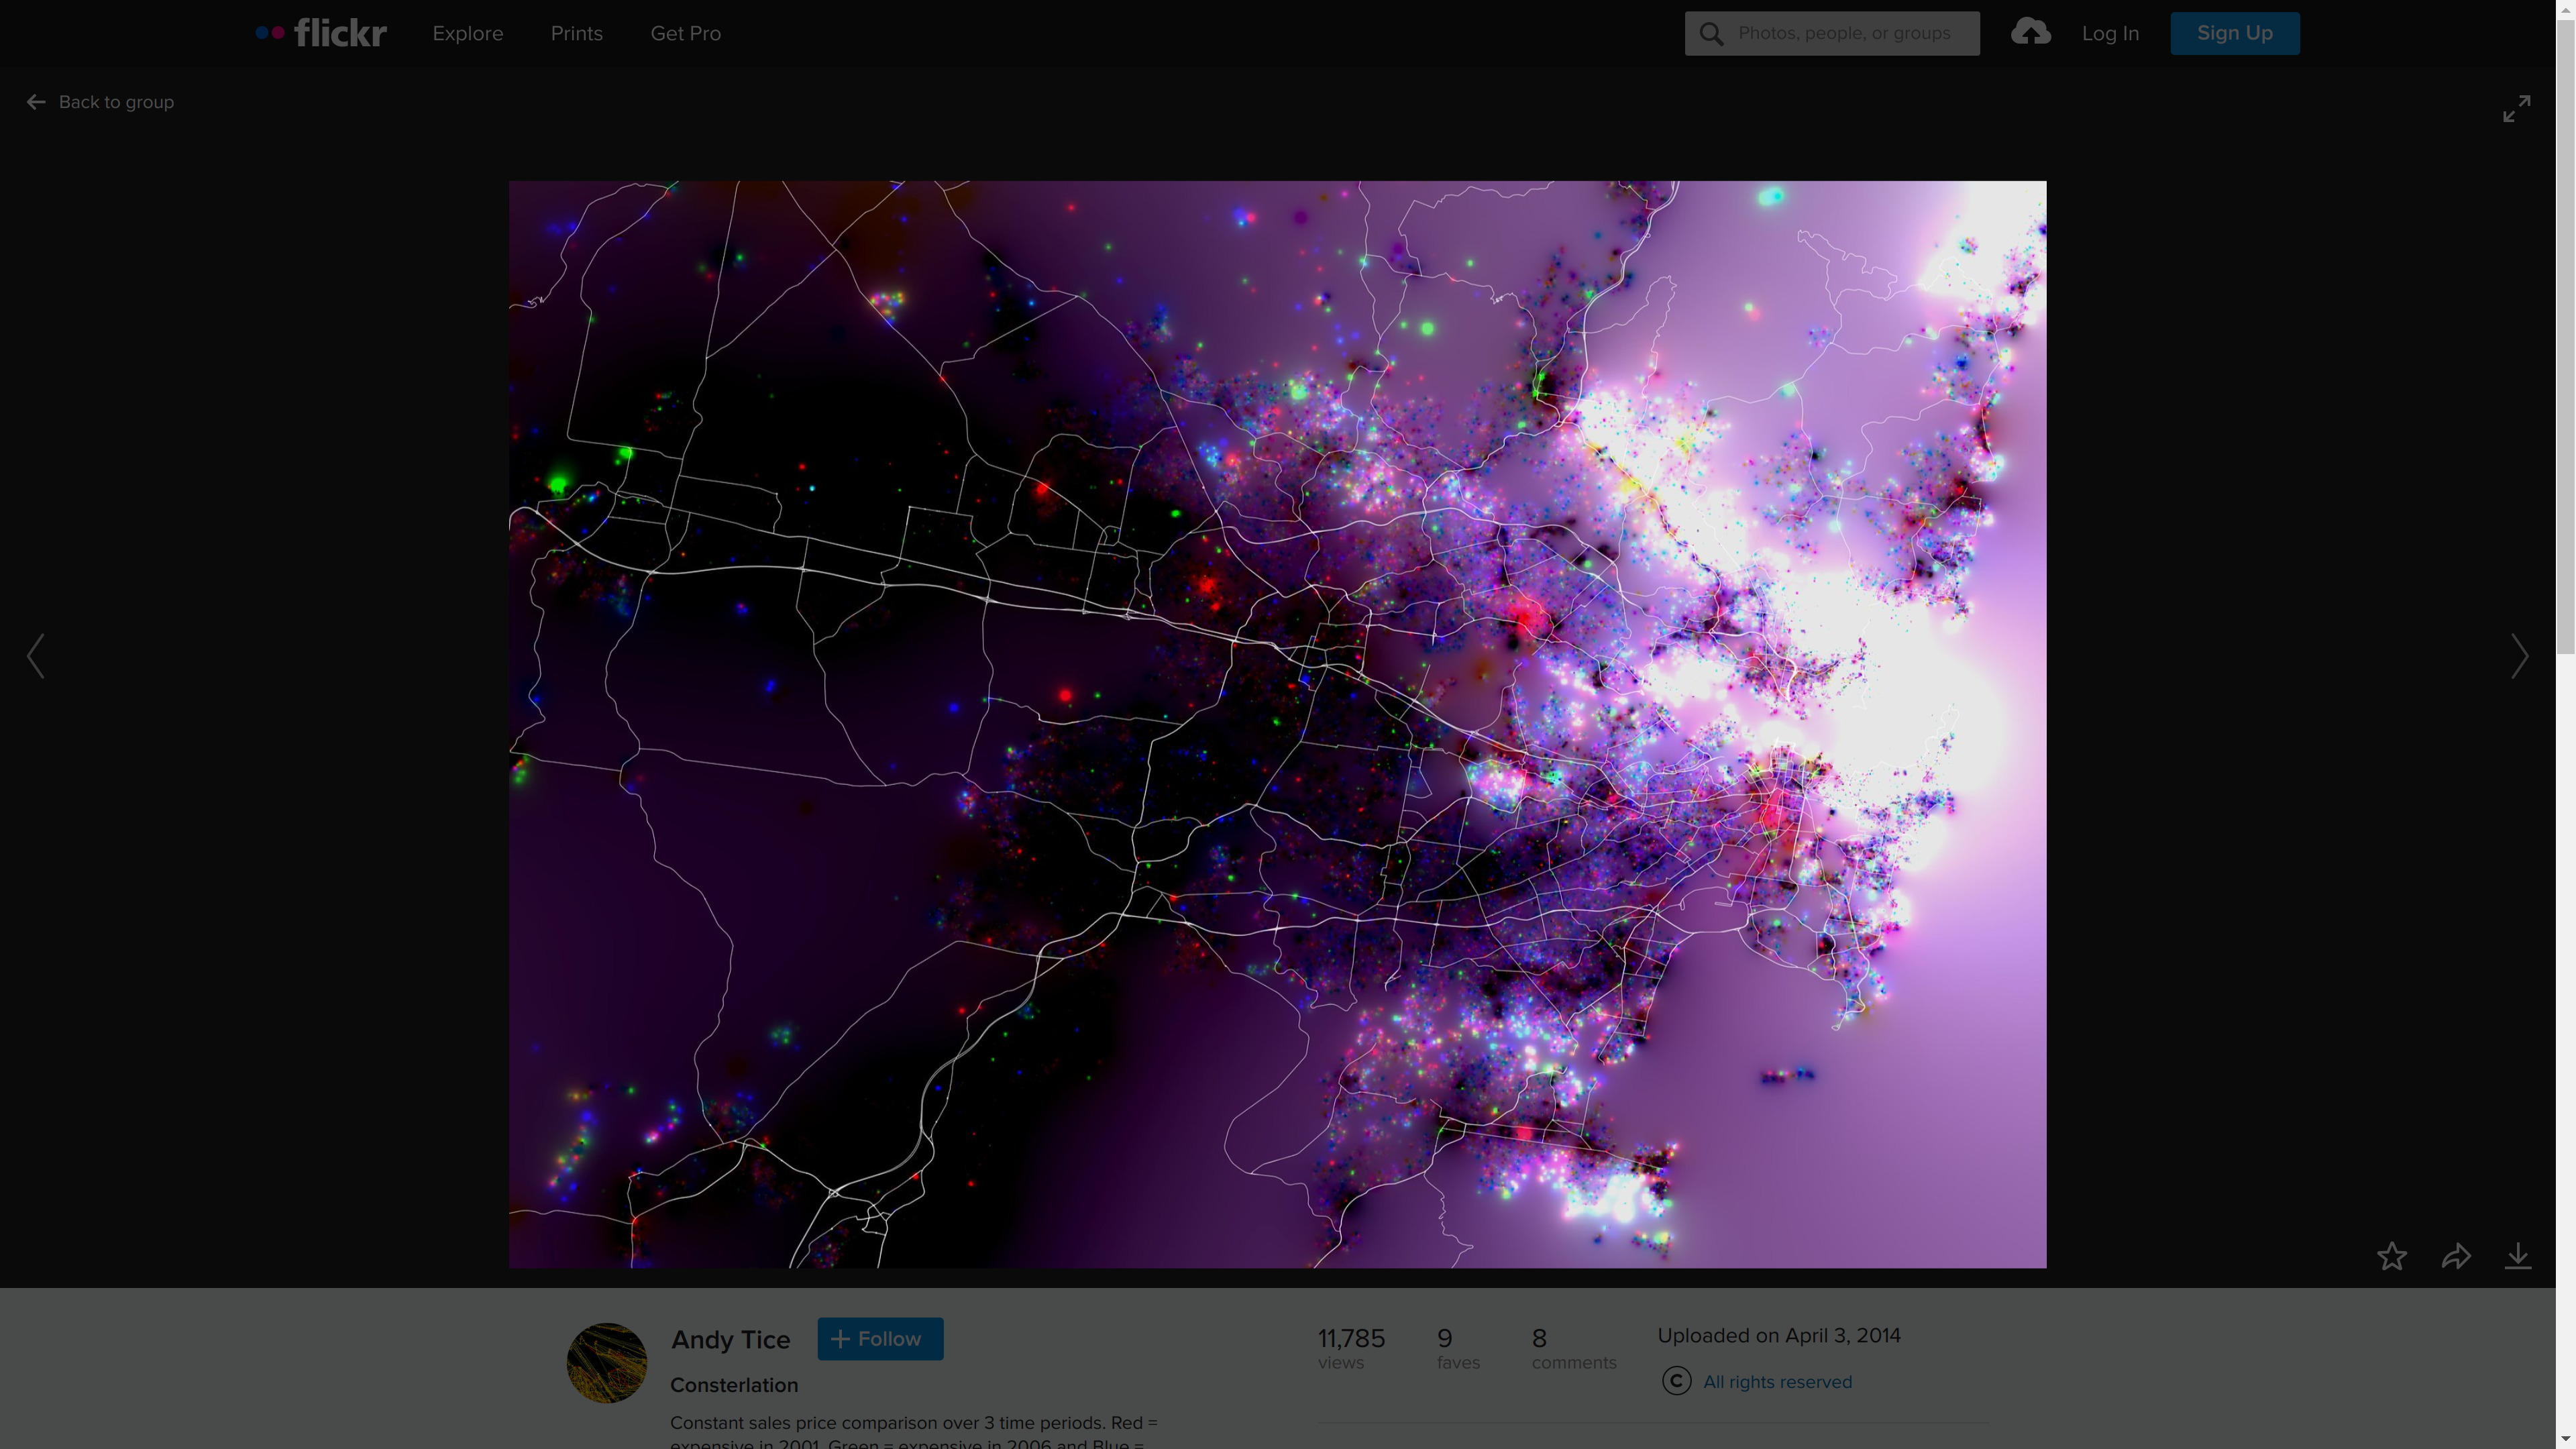 flickr
Explore
Prints
Get Pro
Photos, people, or groups
Log In
Sign Up
Back to group
Andy Tice
+ Follow
Consterlation
Constant sales price comparison over 3 time periods. Red =
expensive in 2001, Green = expensive in 2006 and Blue =
11,785
views
9
faves
8
comments
Uploaded on April 3, 2014
All rights reserved